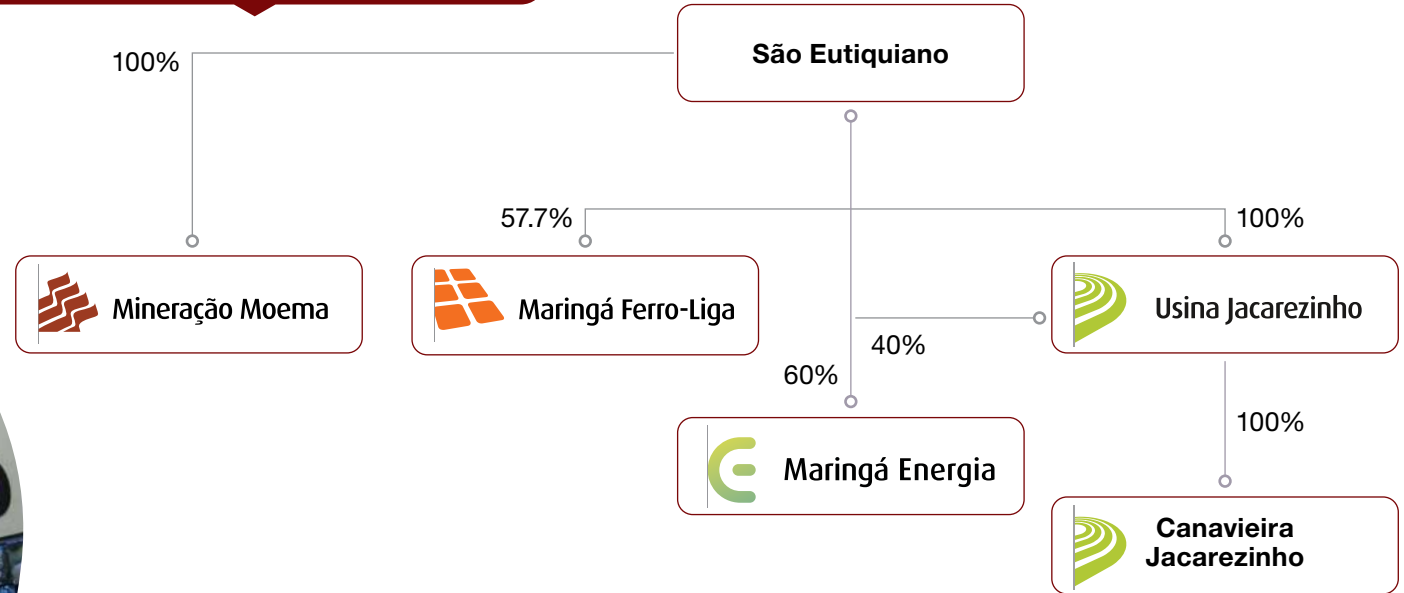 São Eutiquiano
100%
57.7%
100%
Mineração Moema
Maringá Ferro-Liga
Usina Jacarezinho
40%
60%
100%
Maringá Energia
Canavieira
Jacarezinho